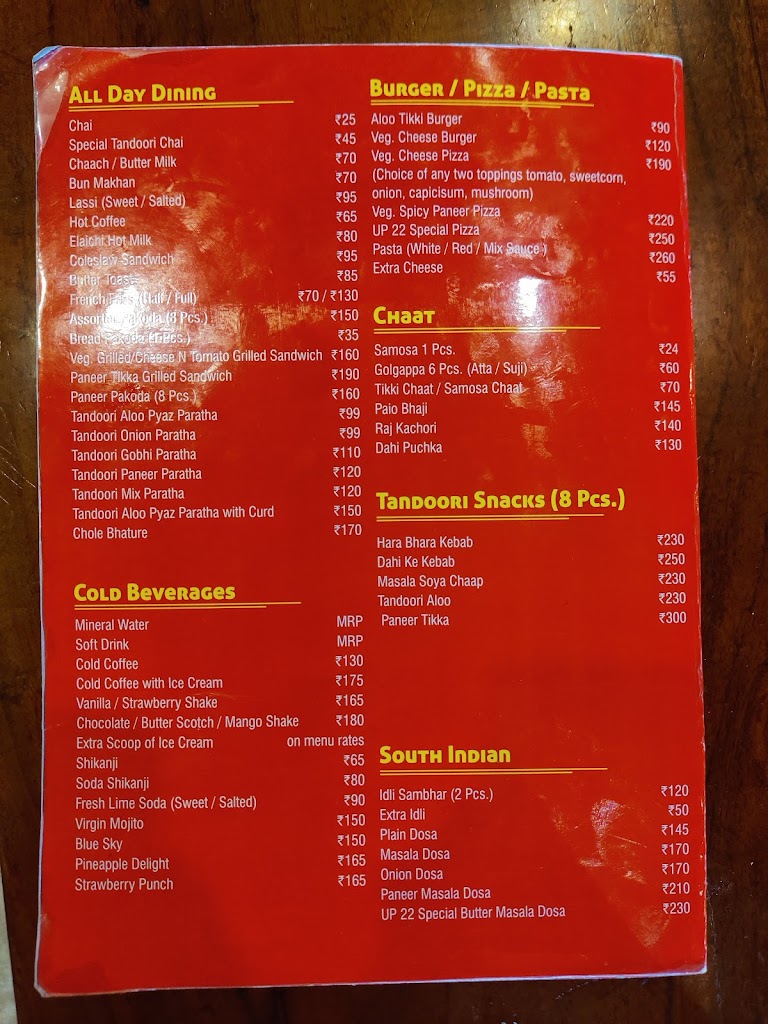 All Day Dining
Chai ₹25
Special Tandoori Chai ₹45
Chaach / Butter Milk ₹70
Bun Makhan ₹70
Lassi (Sweet / Salted) ₹95
Hot Coffee ₹65
Elaichi Hot Milk ₹80
Coleslaw Sandwich ₹95
Butter Toast ₹85
French Fries (Half / Full) ₹70 / ₹130
Assorted Pakoda (8 Pcs.) ₹150
Bread Pakoda ₹35
Veg. Grilled/Cheese N Tomato Grilled Sandwich ₹160
Paneer Tikka Grilled Sandwich ₹190
Paneer Pakoda (8 Pcs.) ₹160
Tandoori Aloo Pyaz Paratha ₹99
Tandoori Onion Paratha ₹99
Tandoori Gobhi Paratha ₹110
Tandoori Paneer Paratha ₹120
Tandoori Mix Paratha ₹120
Tandoori Aloo Pyaz Paratha with Curd ₹150
Chole Bhature ₹170
Cold Beverages
Mineral Water MRP
Soft Drink MRP
Cold Coffee ₹130
Cold Coffee with Ice Cream ₹175
Vanilla / Strawberry Shake ₹165
Chocolate / Butter Scotch / Mango Shake ₹180
Extra Scoop of Ice Cream on menu rates
Shikanji ₹65
Soda Shikanji ₹80
Fresh Lime Soda (Sweet / Salted) ₹90
Virgin Mojito ₹150
Blue Sky ₹150
Pineapple Delight ₹165
Strawberry Punch ₹165
Burger / Pizza / Pasta
Aloo Tikki Burger ₹90
Veg. Cheese Burger ₹120
Veg. Cheese Pizza ₹190
(Choice of any two toppings tomato, sweetcorn,
onion, capicisum, mushroom)
Veg. Spicy Paneer Pizza ₹220
UP 22 Special Pizza ₹250
Pasta (White / Red / Mix Sauce ) ₹260
Extra Cheese ₹55
Chaat
Samosa 1 Pcs. ₹24
Golgappa 6 Pcs. (Atta / Suji) ₹60
Tikki Chaat / Samosa Chaat ₹70
Paio Bhaji ₹145
Raj Kachori ₹140
Dahi Puchka ₹130
Tandoori Snacks (8 Pcs.)
Hara Bhara Kebab ₹230
Dahi Ke Kebab ₹250
Masala Soya Chaap ₹230
Tandoori Aloo ₹230
Paneer Tikka ₹300
South Indian
Idli Sambhar (2 Pcs.) ₹120
Extra Idli ₹50
Plain Dosa ₹145
Masala Dosa ₹170
Onion Dosa ₹170
Paneer Masala Dosa ₹210
UP 22 Special Butter Masala Dosa ₹230